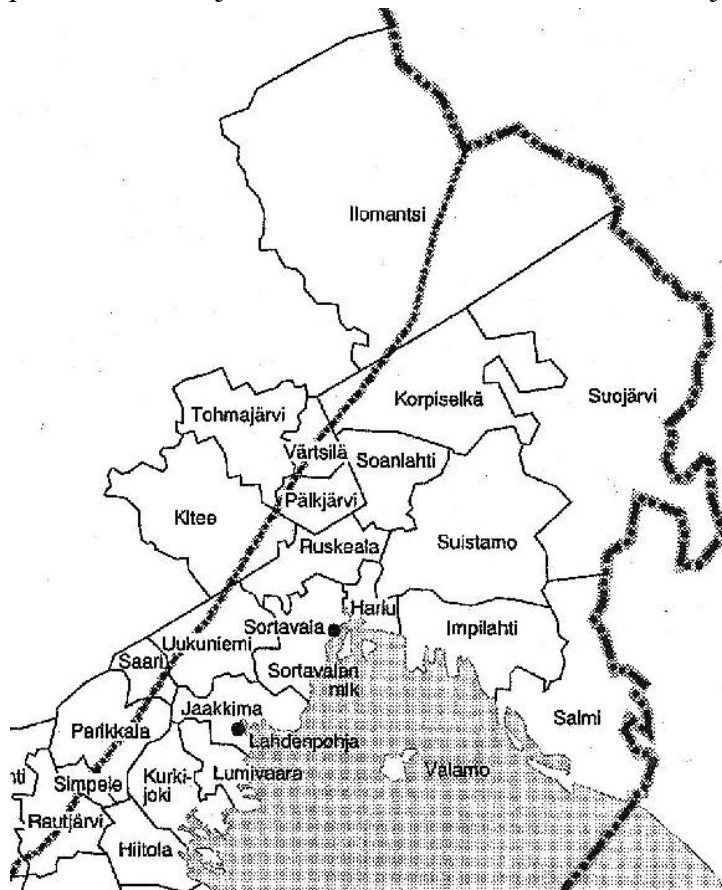 Ilomantsi
Korpiselkä
Suojärvi
Tohmajärvi
Värtsilä
Soanlahti
Kitee
Pälkjärvi
Ruskeala
Suistamo
Harlu
Sortavala
Uukuniemi
Impilahti
Saari
Sortavalan
mlk
Jaakkima
Salmi
Parikkala
Lahdenpohja
Simpele
Kurki-
joki
Lumivaara
Valamo
Rautjärvi
Hiitola